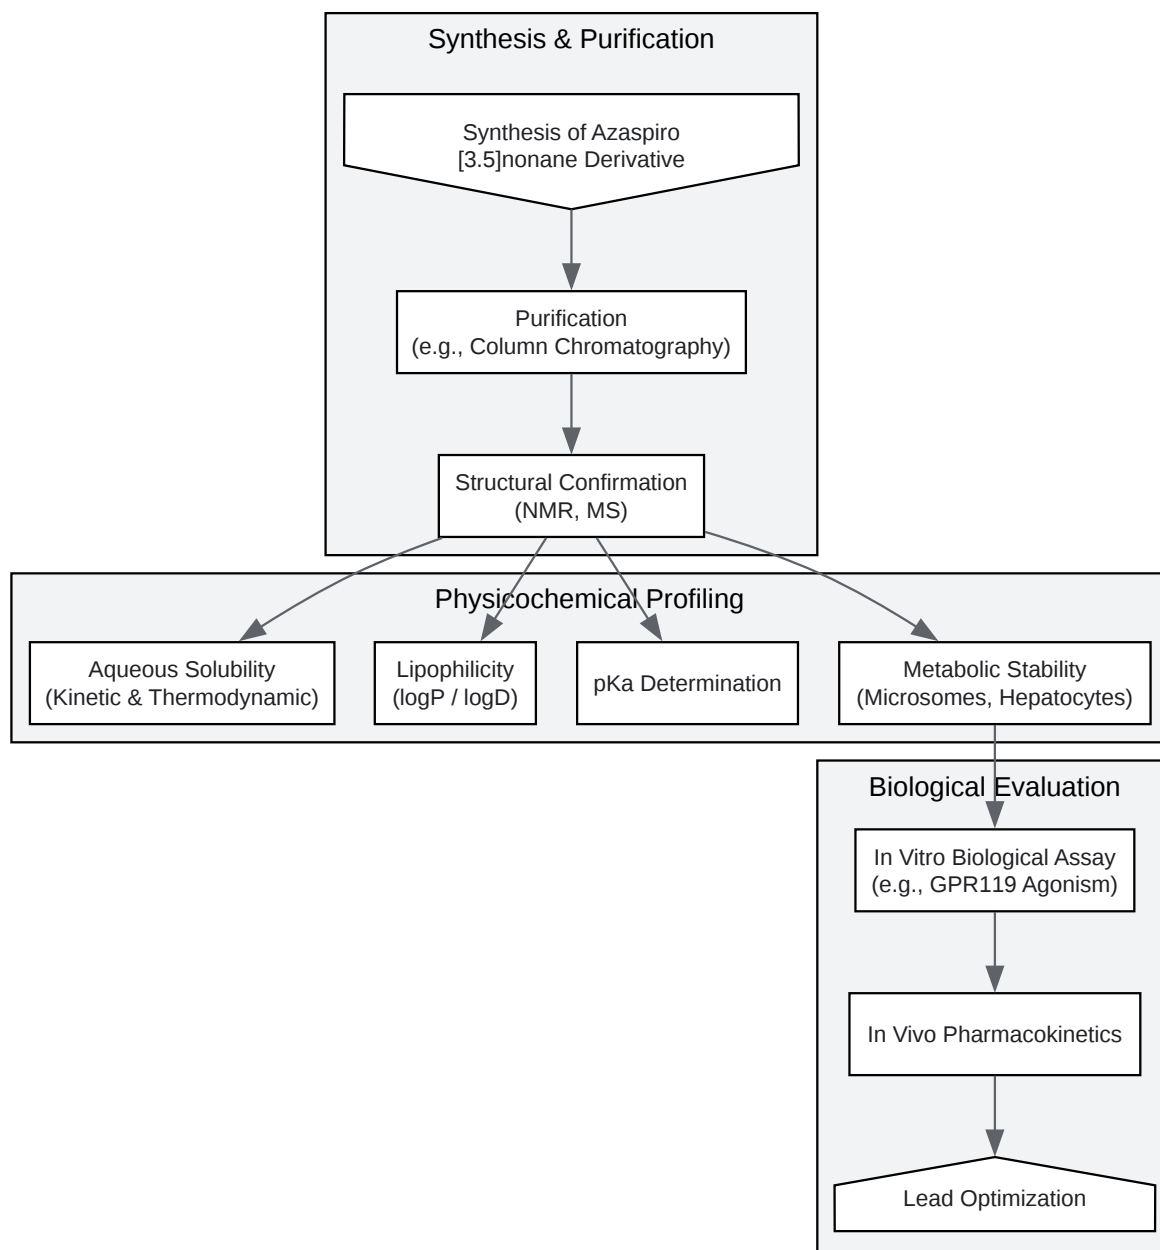 Synthesis & Purification
Synthesis of Azaspiro
[3.5]nonane Derivative
Purification
(e.g., Column Chromatography)
Structural Confirmation
(NMR, MS)
Physicochemical Profiling
Aqueous Solubility
(Kinetic & Thermodynamic)
Lipophilicity
(logP / logD)
pKa Determination
Metabolic Stability
(Microsomes, Hepatocytes)
Biological Evaluation
In Vitro Biological Assay
(e.g., GPR119 Agonism)
In Vivo Pharmacokinetics
Lead Optimization